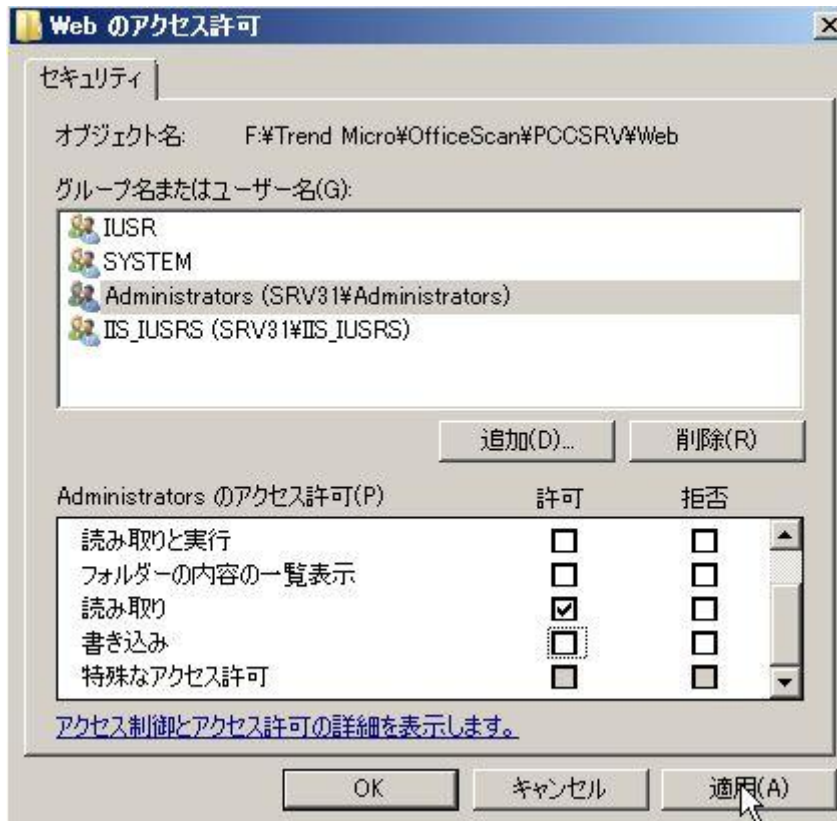 Web のアクセス許可
セキュリティ
オブジェクト名: F:¥Trend Micro¥OfficeScan¥PCCSRV¥Web
グループ名またはユーザー名(G):
IUSR
SYSTEM
Administrators (SRV31¥Administrators)
IIS_IUSRS (SRV31¥IIS_IUSRS)
追加(D)... 削除(R)
Administrators のアクセス許可(P) 許可 拒否
読み取りと実行
フォルダーの内容の一覧表示
読み取り
書き込み
特殊なアクセス許可
アクセス制御とアクセス許可の詳細を表示します。
OK キャンセル 適用(A)